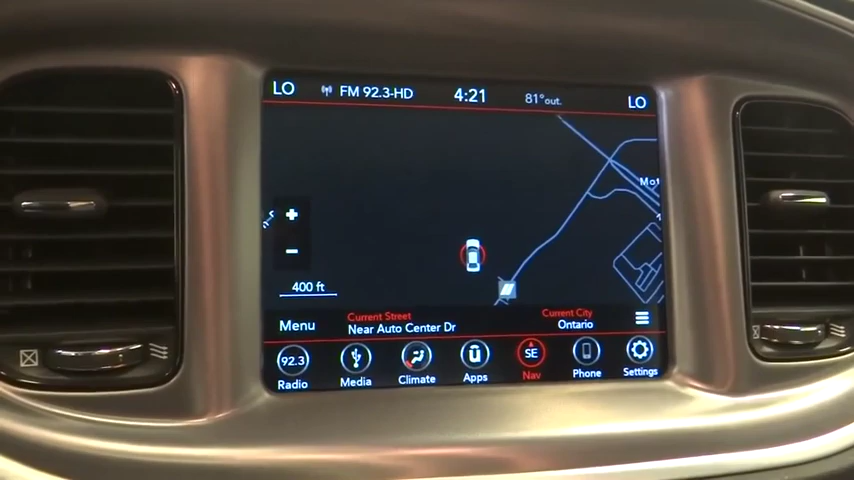 LO FM 92.3-HD 4:21 81°out. LO
Mot
+
-
400 ft
Current Street
Near Auto Center Dr
Current City
Ontario
Menu
92.3 SE
Radio Media Climate Apps Nav Phone Settings